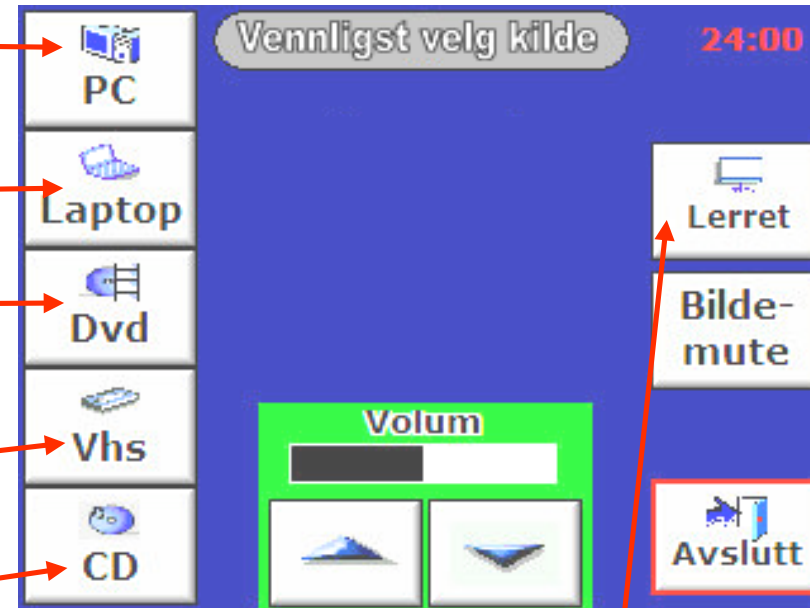 Vennligst velg kilde
24:00
PC
Laptop
Dvd
Vhs
CD
Volum
Lerret
Bilde-
mute
Avslutt